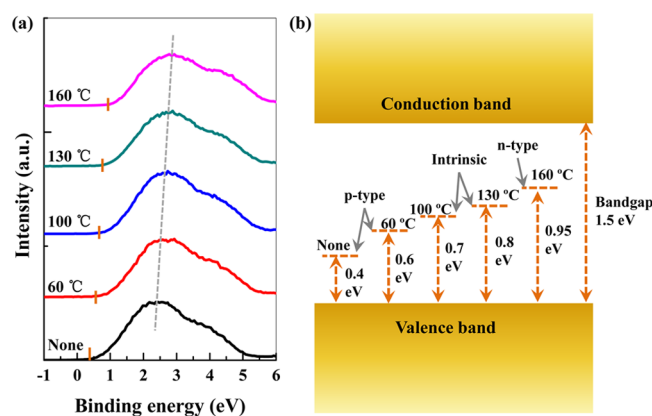 (a)
160 ℃
130 ℃
100 ℃
60 ℃
None
Intensity (a.u.)
-1 0 1 2 3 4 5 6
Binding energy (eV)
(b)
Conduction band
n-type
Intrinsic
160 ºC
p-type
100 ºC
130 ºC
60 ºC
None
Bandgap
1.5 eV
0.4
eV
0.6
eV
0.7
eV
0.8
eV
0.95
eV
Valence band